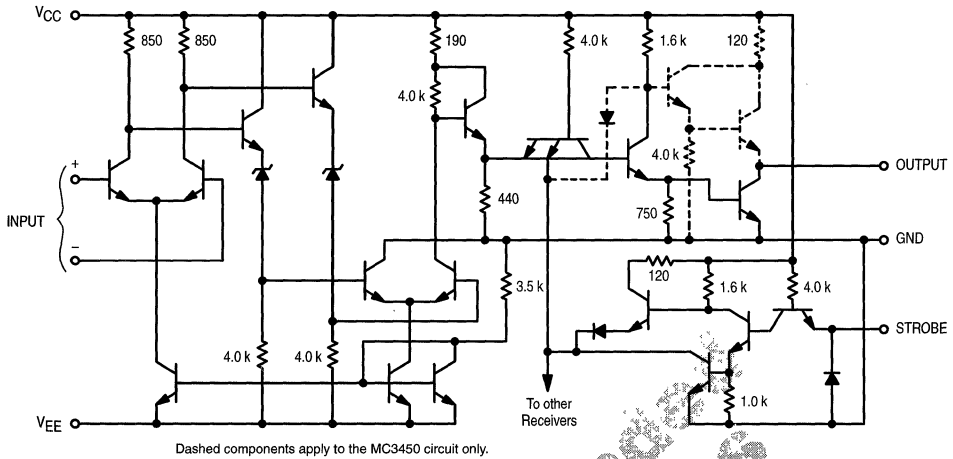 VCC
850
850
190
4.0 k
1.6 k
120
4.0 k
+
4.0 k
OUTPUT
INPUT
440
750
−
GND
3.5 k
120
1.6 k
4.0 k
STROBE
4.0 k
4.0 k
1.0 k
To other
Receivers
VEE
Dashed components apply to the MC3450 circuit only.